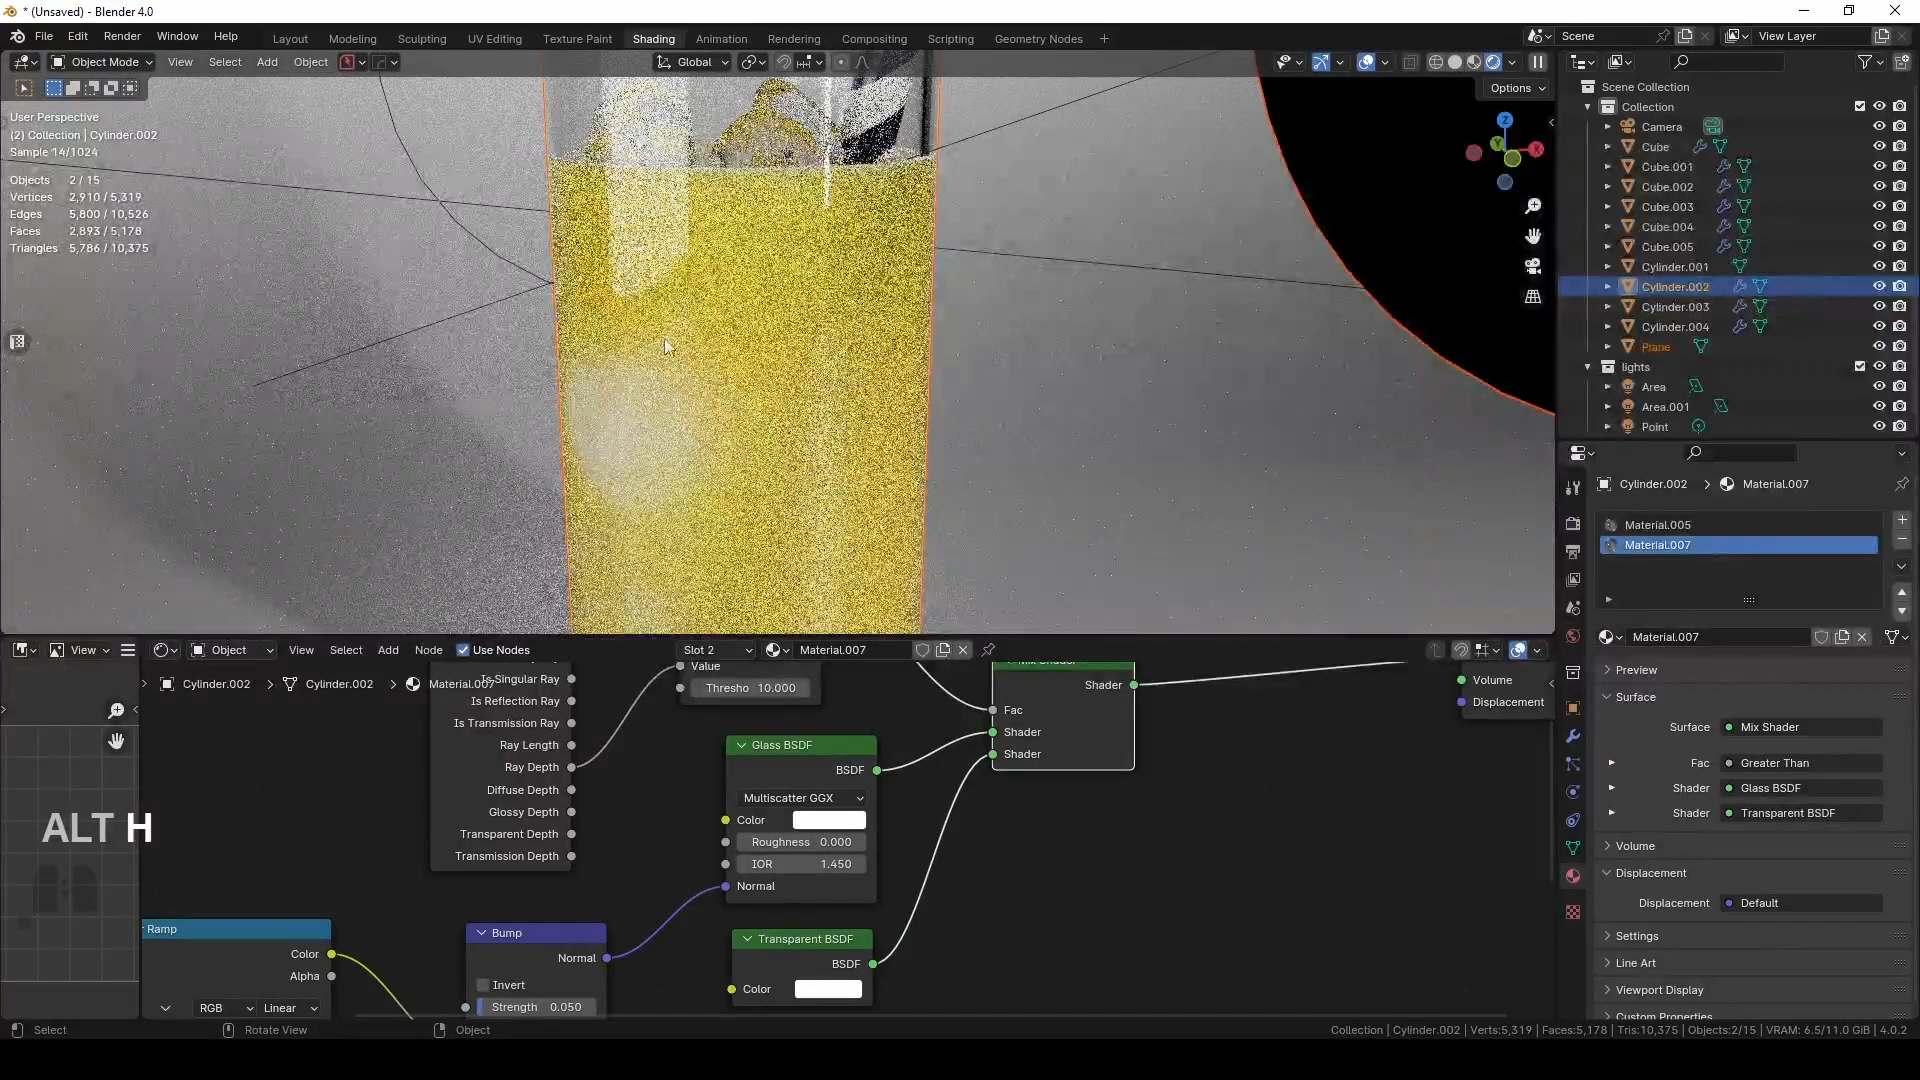 * (Unsaved) - Blender 4.0
File Edit Render Window Help
Layout Modeling Sculpting UV Editing Texture Paint Shading Animation Rendering Compositing Scripting Geometry Nodes +
Scene
View Layer
Object Mode View Select Add Object
Global
Options
User Perspective
(2) Collection | Cylinder.002
Sample 14/1024
Objects 2 / 15
Vertices 2,910 / 5,319
Edges 5,800 / 10,526
Faces 2,893 / 5,178
Triangles 5,786 / 10,375
Z
Y
X
Scene Collection
Collection
Camera
Cube
Cube.001
Cube.002
Cube.003
Cube.004
Cube.005
Cylinder.001
Cylinder.002
Cylinder.003
Cylinder.004
Plane
lights
Area
Area.001
Point
Cylinder.002 > Material.007
Material.005
Material.007
Material.007
Preview
Surface
Surface Mix Shader
Fac Greater Than
Shader Glass BSDF
Shader Transparent BSDF
Volume
Displacement
Displacement Default
Settings
Line Art
Viewport Display
Custom Properties
View
Object View Select Add Node Use Nodes Slot 2 Material.007
Cylinder.002 > Cylinder.002 > Material.007
Is Singular Ray
Is Reflection Ray
Is Transmission Ray
Ray Length
Ray Depth
Diffuse Depth
Glossy Depth
Transparent Depth
Transmission Depth
Value
Thresho 10.000
Glass BSDF
BSDF
Multiscatter GGX
Color
Roughness 0.000
IOR 1.450
Normal
Mix Shader
Shader
Fac
Shader
Shader
Volume
Displacement
Ramp
Color
Alpha
RGB Linear
Bump
Normal
Invert
Strength 0.050
Transparent BSDF
BSDF
Color
ALT H
Select Rotate View Object
Collection | Cylinder.002 | Verts:5,319 | Faces:5,178 | Tris:10,375 | Objects:2/15 | VRAM: 6.5/11.0 GiB | 4.0.2